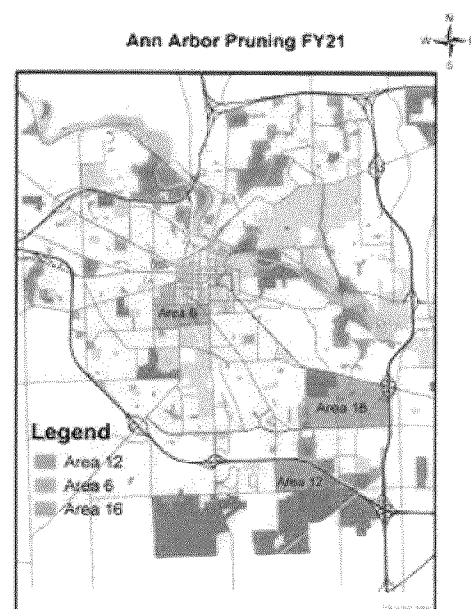 Ann Arbor Pruning FY21
N
W
E
S
Area 6
Area 16
Area 12
Legend
Area 12
Area 6
Area 16